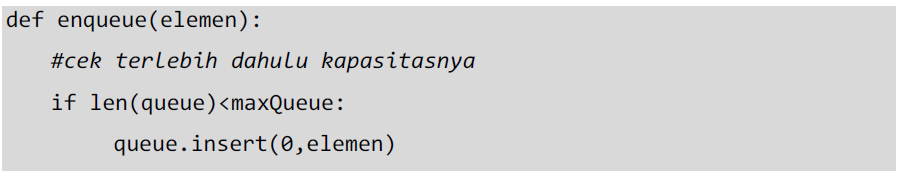 def enqueue(elemen):
#cek terlebih dahulu kapasitasnya
if len(queue)<maxQueue:
queue.insert(0,elemen)